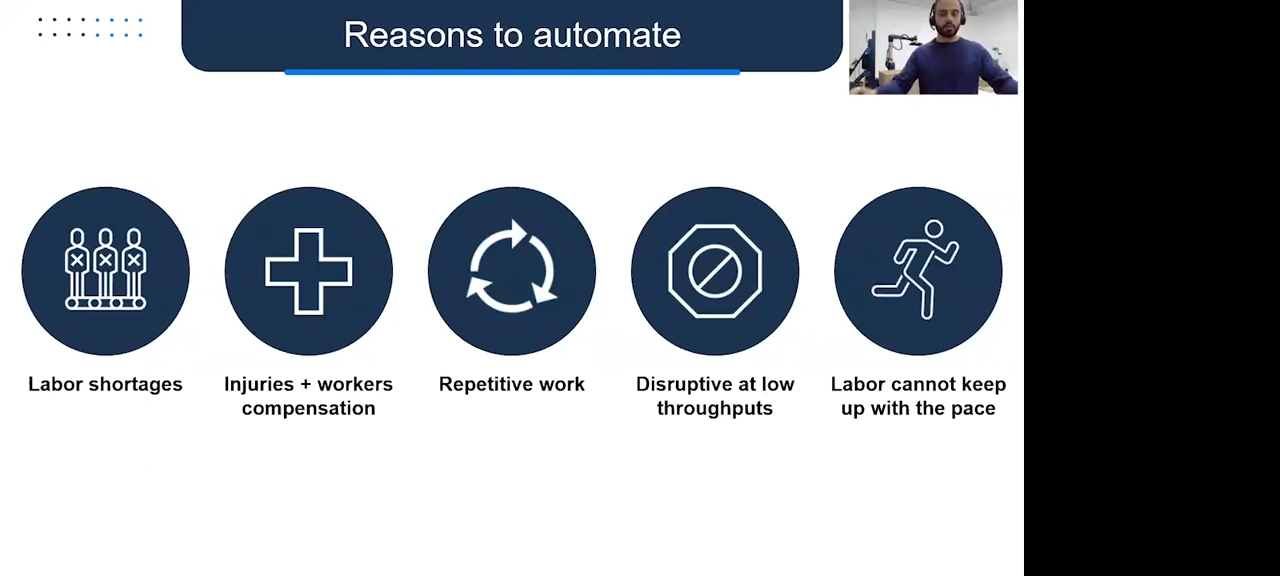 Reasons to automate
Labor shortages
Injuries + workers
compensation
Repetitive work
Disruptive at low
throughputs
Labor cannot keep
up with the pace